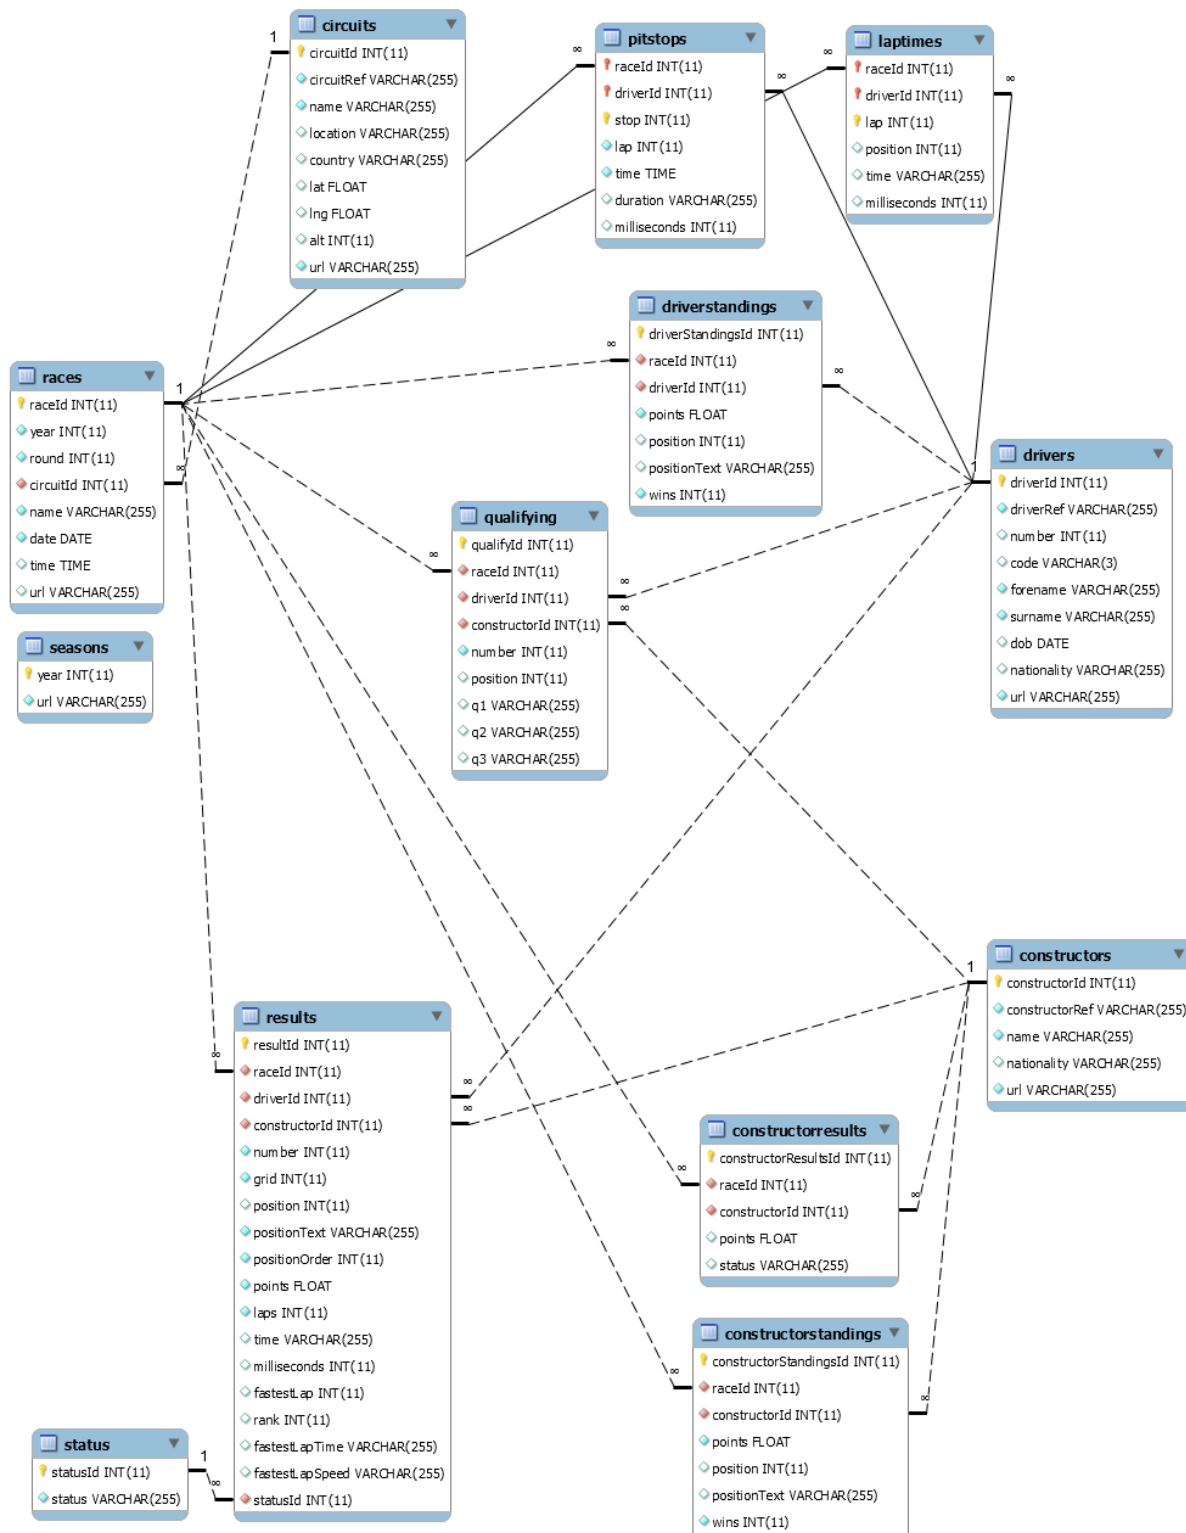 circuits
circuitId INT(11)
circuitRef VARCHAR(255)
name VARCHAR(255)
location VARCHAR(255)
country VARCHAR(255)
lat FLOAT
lng FLOAT
alt INT(11)
url VARCHAR(255)
pitstops
raceId INT(11)
driverId INT(11)
stop INT(11)
lap INT(11)
time TIME
duration VARCHAR(255)
milliseconds INT(11)
laptimes
raceId INT(11)
driverId INT(11)
lap INT(11)
position INT(11)
time VARCHAR(255)
milliseconds INT(11)
driverstandings
driverStandingsId INT(11)
raceId INT(11)
driverId INT(11)
points FLOAT
position INT(11)
positionText VARCHAR(255)
wins INT(11)
races
raceId INT(11)
year INT(11)
round INT(11)
circuitId INT(11)
name VARCHAR(255)
date DATE
time TIME
url VARCHAR(255)
drivers
driverId INT(11)
driverRef VARCHAR(255)
number INT(11)
code VARCHAR(3)
forename VARCHAR(255)
surname VARCHAR(255)
dob DATE
nationality VARCHAR(255)
url VARCHAR(255)
qualifying
qualifyId INT(11)
raceId INT(11)
driverId INT(11)
constructorId INT(11)
number INT(11)
position INT(11)
q1 VARCHAR(255)
q2 VARCHAR(255)
q3 VARCHAR(255)
seasons
year INT(11)
url VARCHAR(255)
constructors
constructorId INT(11)
constructorRef VARCHAR(255)
name VARCHAR(255)
nationality VARCHAR(255)
url VARCHAR(255)
results
resultId INT(11)
raceId INT(11)
driverId INT(11)
constructorId INT(11)
number INT(11)
grid INT(11)
position INT(11)
positionText VARCHAR(255)
positionOrder INT(11)
points FLOAT
laps INT(11)
time VARCHAR(255)
milliseconds INT(11)
fastestLap INT(11)
rank INT(11)
fastestLapTime VARCHAR(255)
fastestLapSpeed VARCHAR(255)
statusId INT(11)
constructorresults
constructorResultsId INT(11)
raceId INT(11)
constructorId INT(11)
points FLOAT
status VARCHAR(255)
constructorstandings
constructorStandingsId INT(11)
raceId INT(11)
constructorId INT(11)
points FLOAT
position INT(11)
positionText VARCHAR(255)
wins INT(11)
status
statusId INT(11)
status VARCHAR(255)
1
∞
∞
∞
∞
1
∞
∞
∞
∞
1
∞
∞
∞
1
∞
∞
∞
∞
∞
∞
∞
1
∞